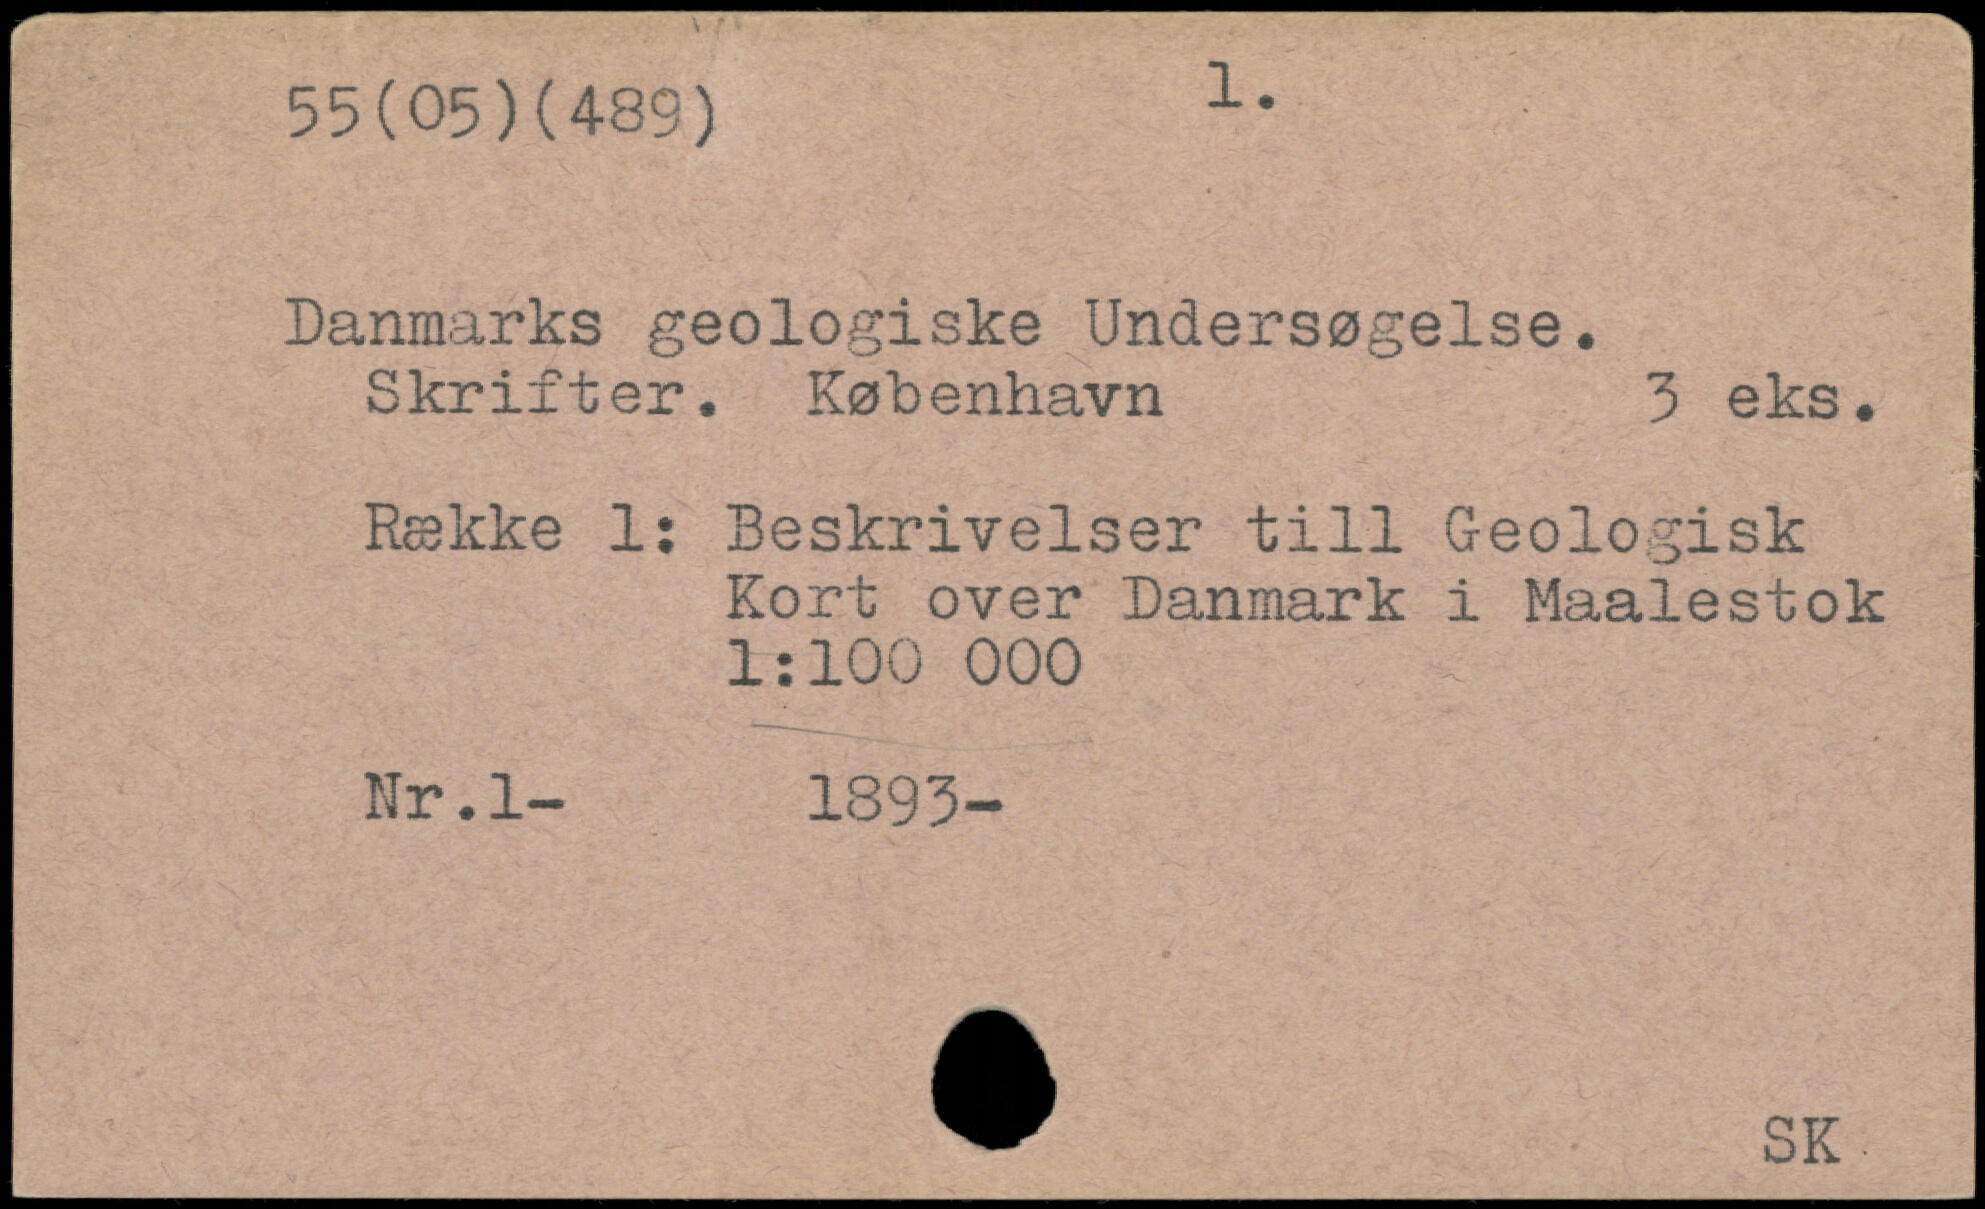 55(05)(489) 1.
Danmarks geologiske Undersøgelse.
Skrifter. København 3 eks.
Række 1: Beskrivelser till Geologisk
Kort over Danmark i Maalestok
1:100 000
Nr.1- 1893-
SK